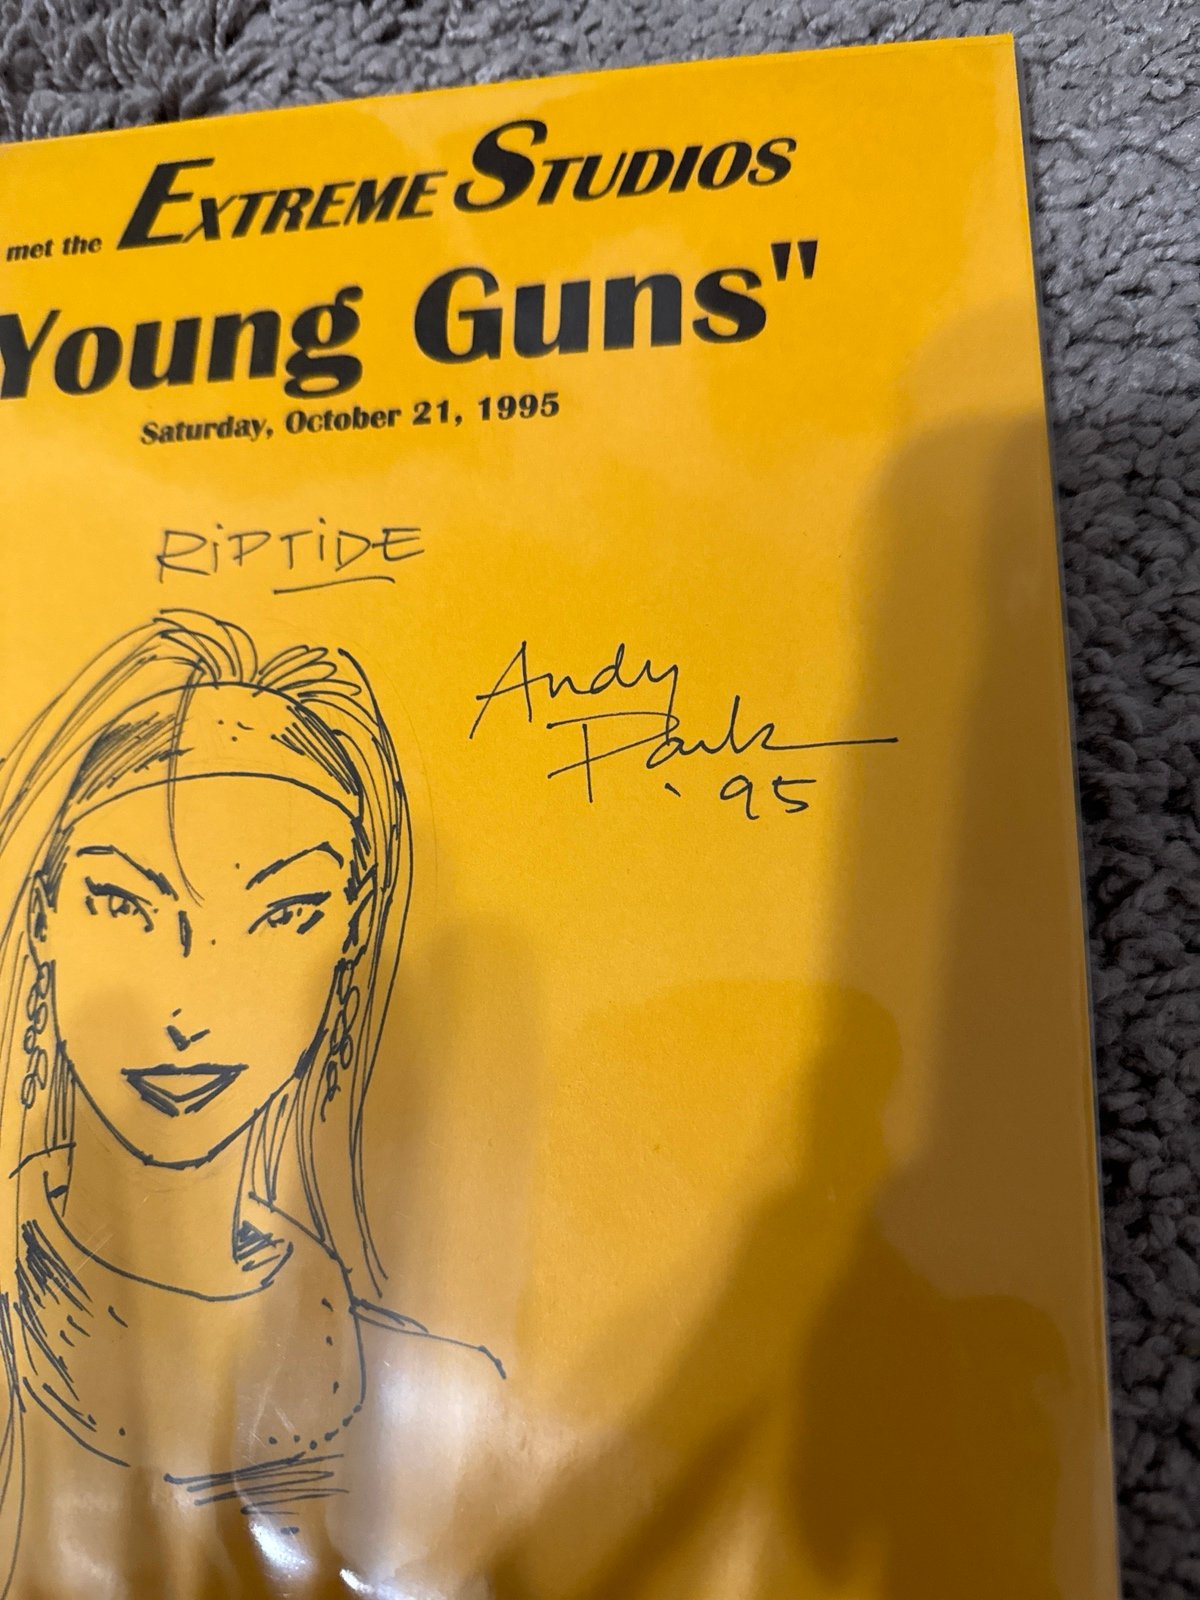 met the EXTREME STUDIOS
Young Guns"
Saturday, October 21, 1995
RiPTiDE
Andy
Park
'95